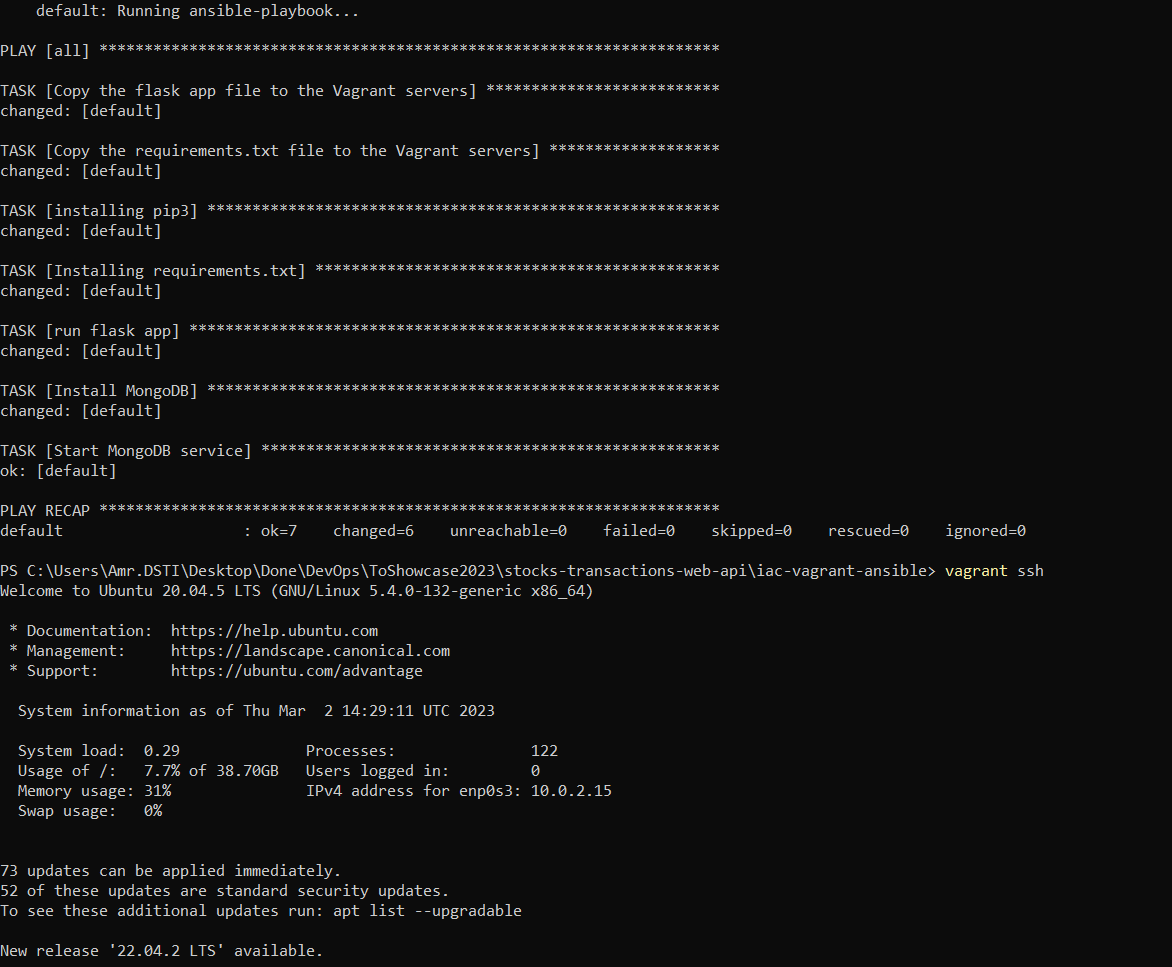 default: Running ansible-playbook...
PLAY [all] *********************************************************************
TASK [Copy the flask app file to the Vagrant servers] **************************
changed: [default]
TASK [Copy the requirements.txt file to the Vagrant servers] *******************
changed: [default]
TASK [installing pip3] *********************************************************
changed: [default]
TASK [Installing requirements.txt] *********************************************
changed: [default]
TASK [run flask app] ***********************************************************
changed: [default]
TASK [Install MongoDB] *********************************************************
changed: [default]
TASK [Start MongoDB service] ***************************************************
ok: [default]
PLAY RECAP *********************************************************************
default                    : ok=7    changed=6    unreachable=0    failed=0    skipped=0    rescued=0    ignored=0
PS C:\Users\Amr.DSTI\Desktop\Done\DevOps\ToShowcase2023\stocks-transactions-web-api\iac-vagrant-ansible> vagrant ssh
Welcome to Ubuntu 20.04.5 LTS (GNU/Linux 5.4.0-132-generic x86_64)
 * Documentation:  https://help.ubuntu.com
 * Management:     https://landscape.canonical.com
 * Support:        https://ubuntu.com/advantage
  System information as of Thu Mar  2 14:29:11 UTC 2023
  System load:  0.29              Processes:               122
  Usage of /:   7.7% of 38.70GB   Users logged in:         0
  Memory usage: 31%               IPv4 address for enp0s3: 10.0.2.15
  Swap usage:   0%
73 updates can be applied immediately.
52 of these updates are standard security updates.
To see these additional updates run: apt list --upgradable
New release '22.04.2 LTS' available.